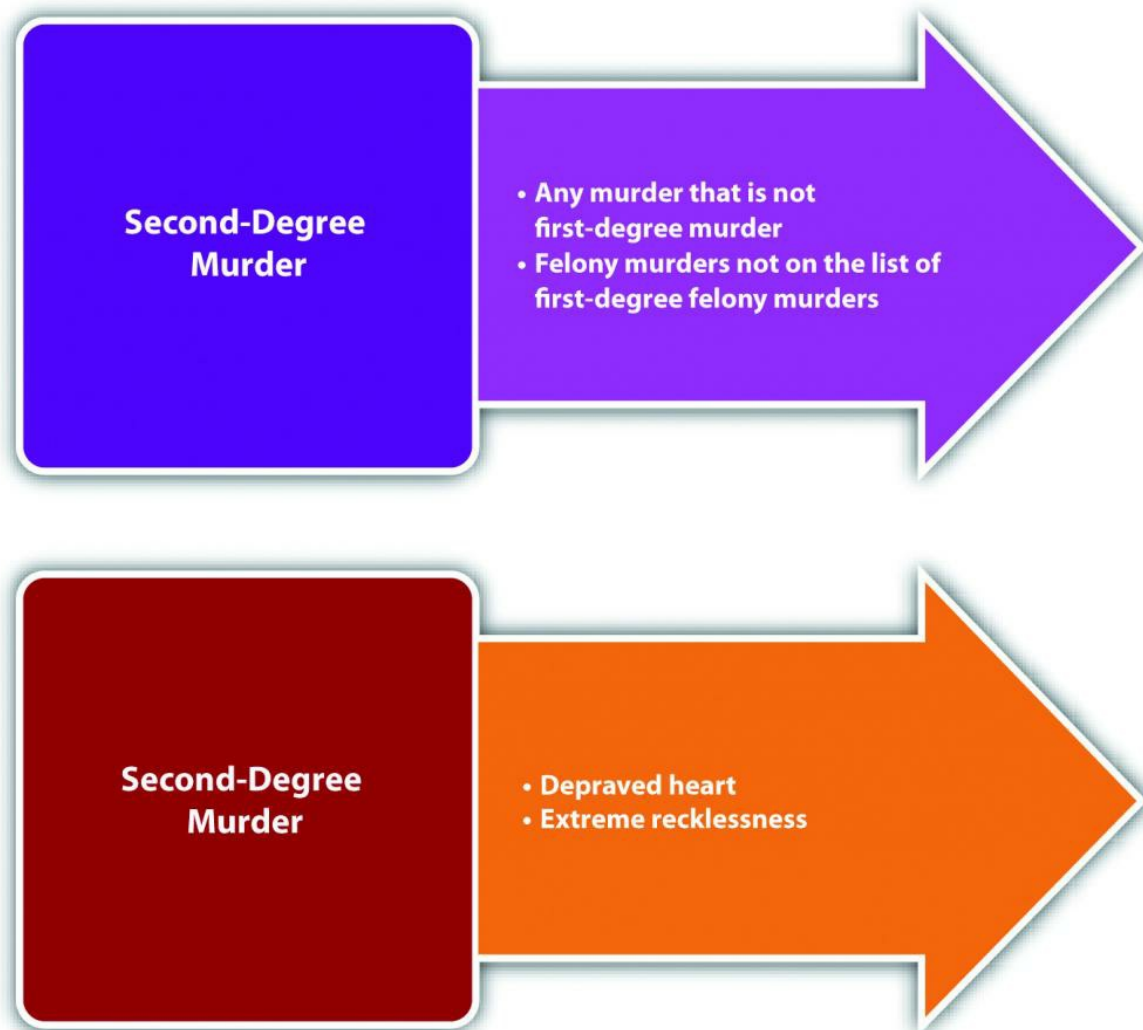 Second-Degree
Murder
• Any murder that is not
first-degree murder
• Felony murders not on the list of
first-degree felony murders
Second-Degree
Murder
• Depraved heart
• Extreme recklessness